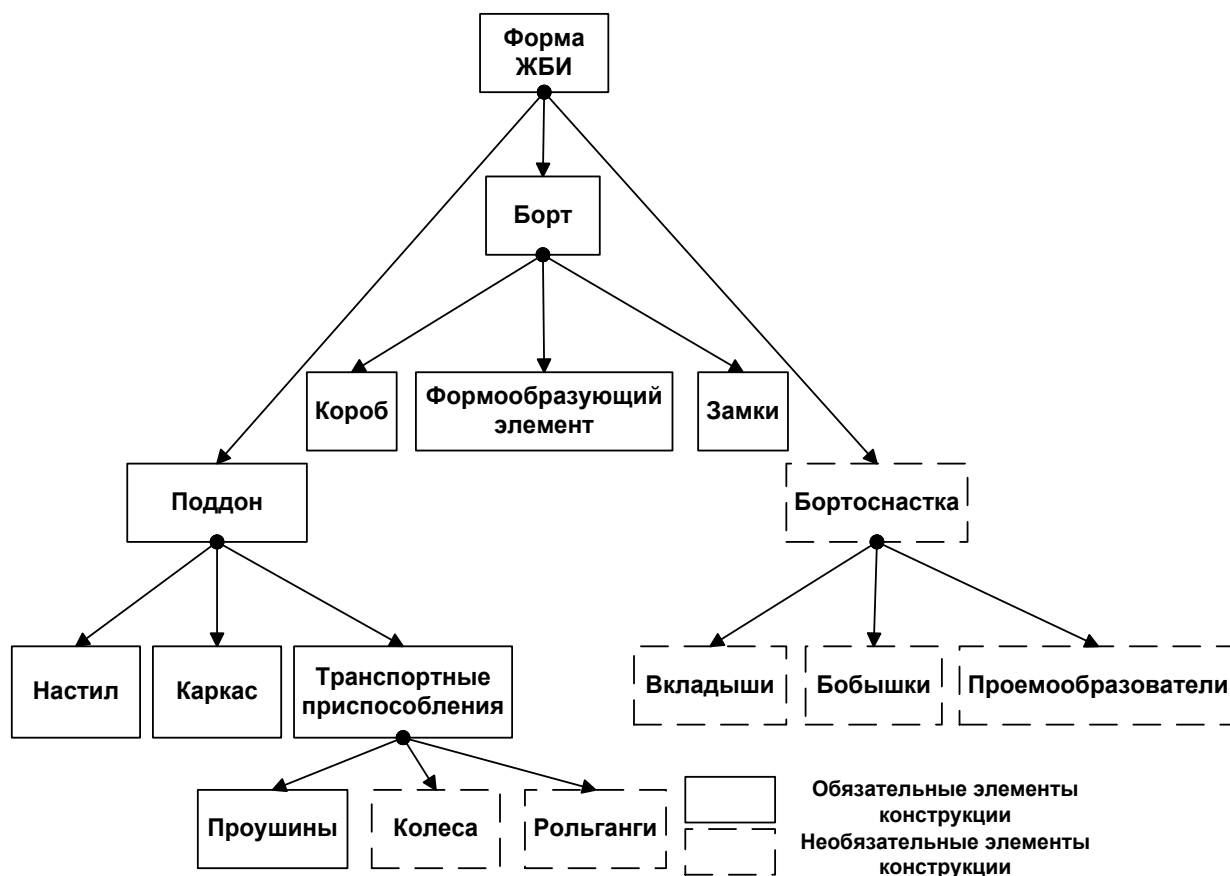 Форма
ЖБИ
Борт
Короб
Формообразующий
элемент
Замки
Поддон
Бортоснастка
Настил
Каркас
Транспортные
приспособления
Вкладыши
Бобышки
Проемообразователи
Проушины
Колеса
Рольганги
Обязательные элементы
конструкции
Необязательные элементы
конструкции